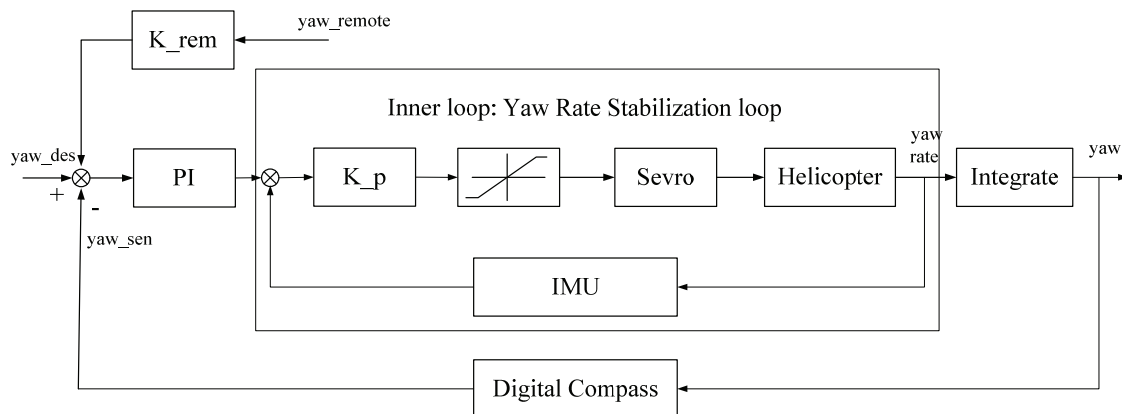 yaw_remote
K_rem
Inner loop: Yaw Rate Stabilization loop
yaw_des
+
-
yaw_sen
PI
K_p
Sevro
Helicopter
yaw
rate
Integrate
yaw
IMU
Digital Compass